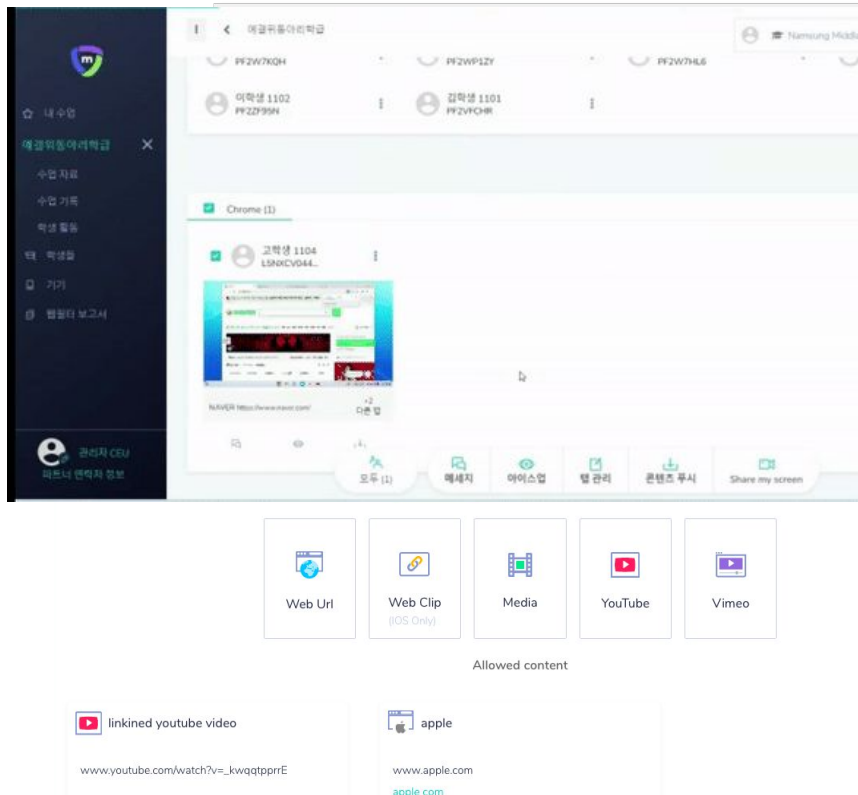 애결위동아리학급
Namsung Middle
PF2W7KQH
PF2WP1ZY
PF2W7HL6
이학생 1102
PF2ZF95N
김학생 1101
PF2VFCHR
내 수업
애결위동아리학급
수업 자료
수업 기록
학생 활동
학생들
기기
웹필터 보고서
관리자 CEU
파트너 연락처 정보
Chrome (1)
고학생 1104
L5NXCV044...
NAVER https://www.naver.com/
+2
다른 탭
모두 (1)
메세지
아이스업
탭 관리
콘텐츠 푸시
Share my screen
Web Url
Web Clip
(IOS Only)
Media
YouTube
Vimeo
Allowed content
linkined youtube video
www.youtube.com/watch?v=_kwqqtpprrE
apple
www.apple.com
apple.com